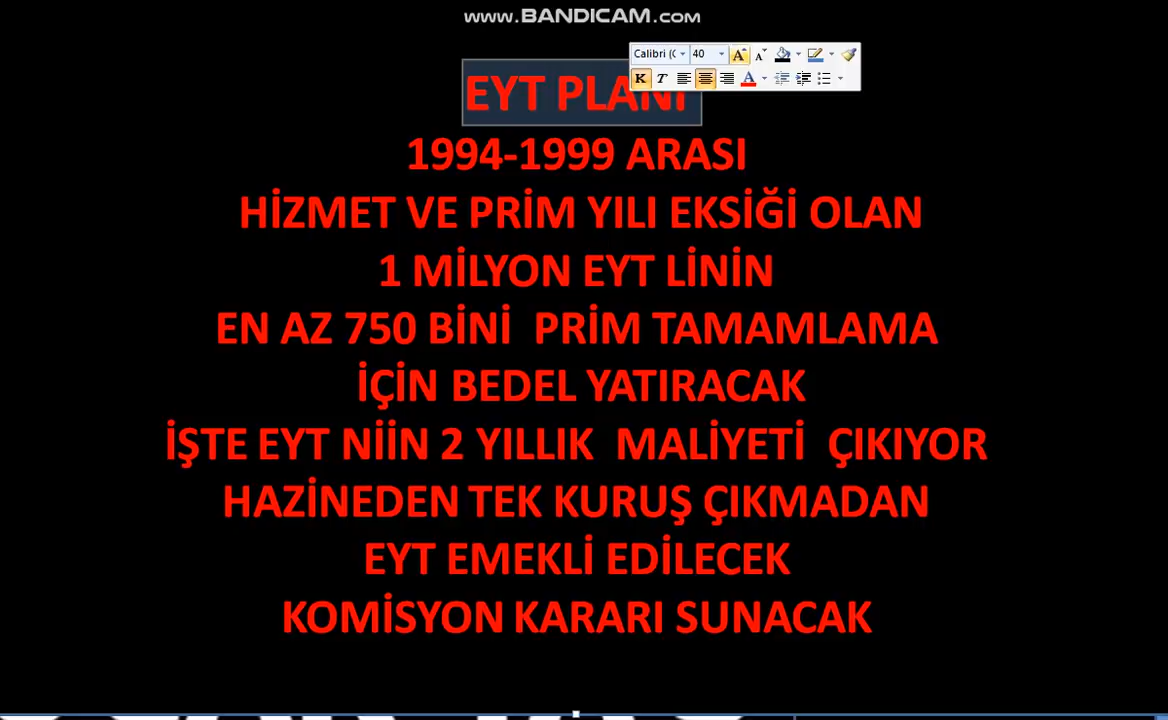 www.BANDICAM.com
Calibri (C 40
K T A
EYT PLANI
1994-1999 ARASI
HİZMET VE PRİM YILI EKSİĞİ OLAN
1 MİLYON EYT LİNİN
EN AZ 750 BİNİ PRİM TAMAMLAMA
İÇİN BEDEL YATIRACAK
İŞTE EYT NİİN 2 YILLIK MALİYETİ ÇIKIYOR
HAZİNEDEN TEK KURUŞ ÇIKMADAN
EYT EMEKLİ EDİLECEK
KOMİSYON KARARI SUNACAK